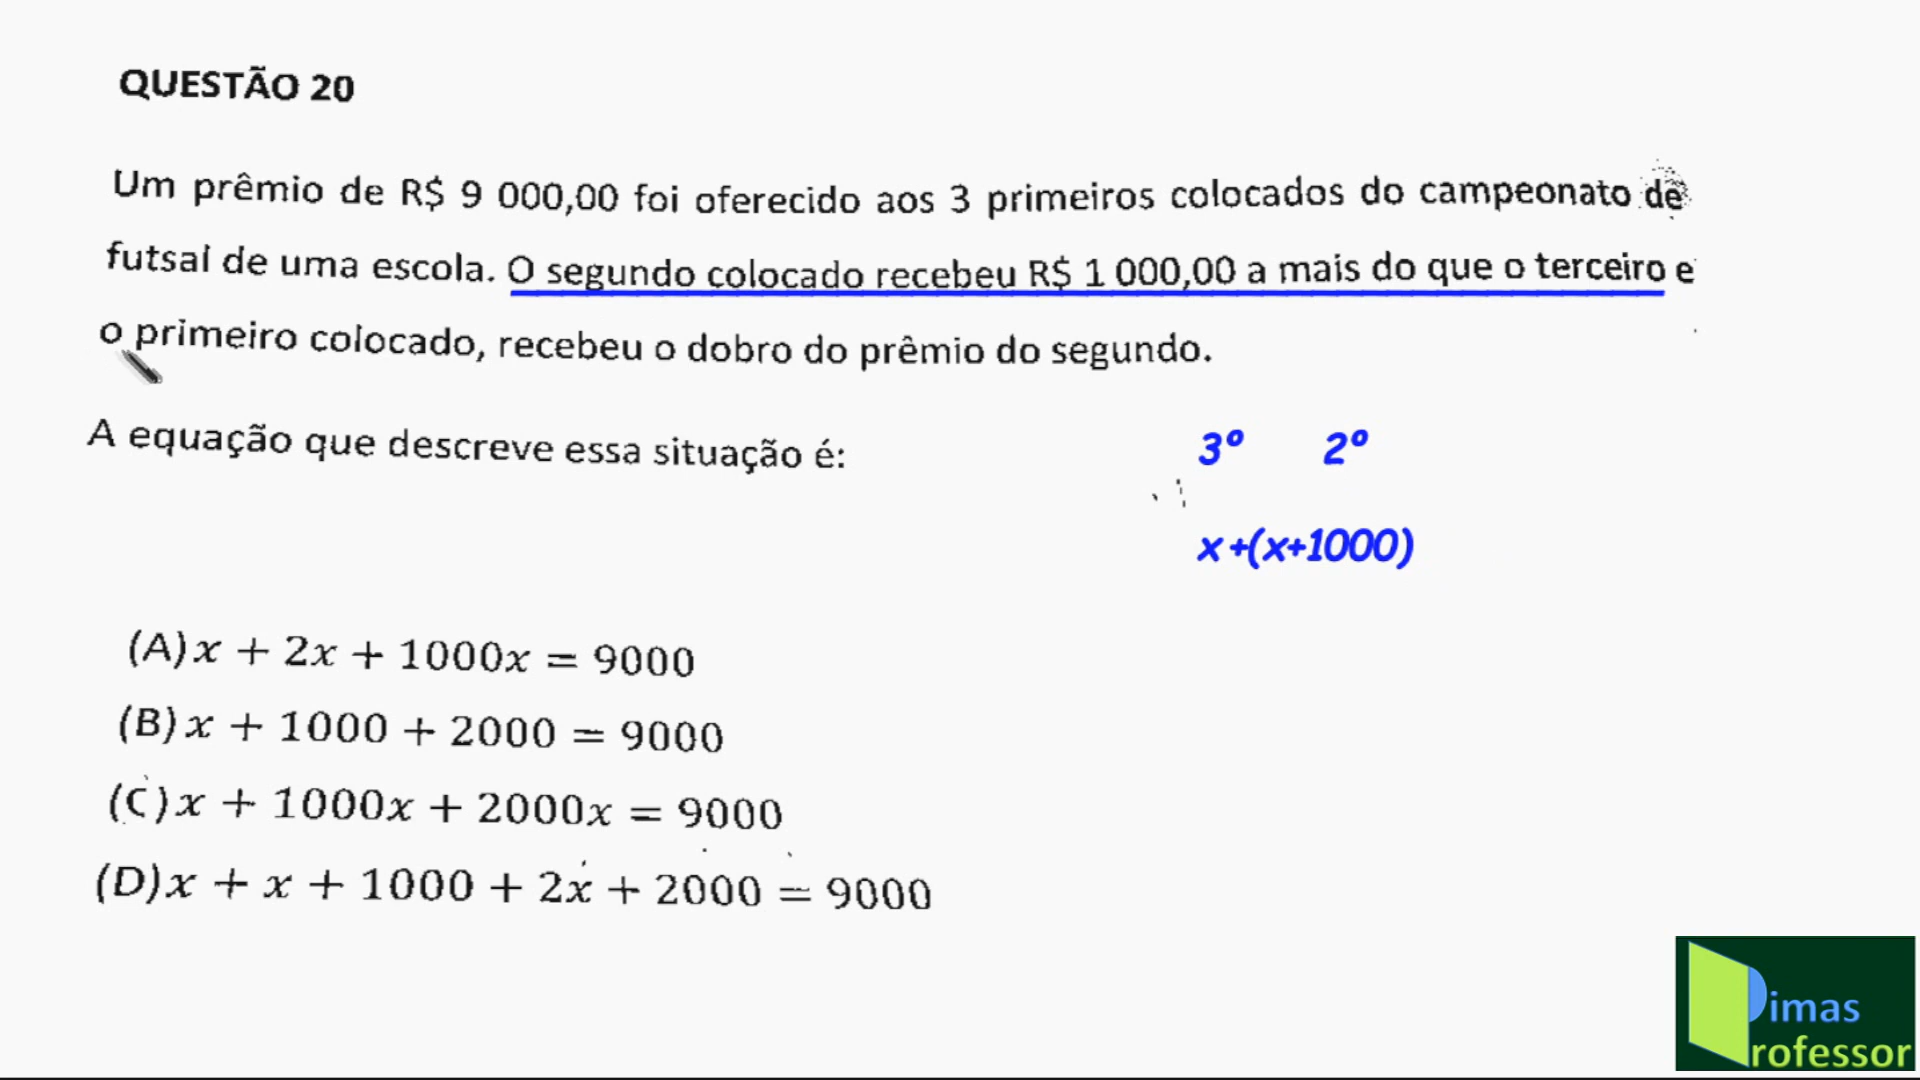 QUESTÃO 20
Um prêmio de R$ 9 000,00 foi oferecido aos 3 primeiros colocados do campeonato de
futsal de uma escola. O segundo colocado recebeu R$ 1 000,00 a mais do que o terceiro e
o primeiro colocado, recebeu o dobro do prêmio do segundo.
A equação que descreve essa situação é:
3º 2º
x+(x+1000)
(A) x + 2x + 1000x = 9000
(B) x + 1000 + 2000 = 9000
(C) x + 1000x + 2000x = 9000
(D) x + x + 1000 + 2x + 2000 = 9000
Dimas
Professor